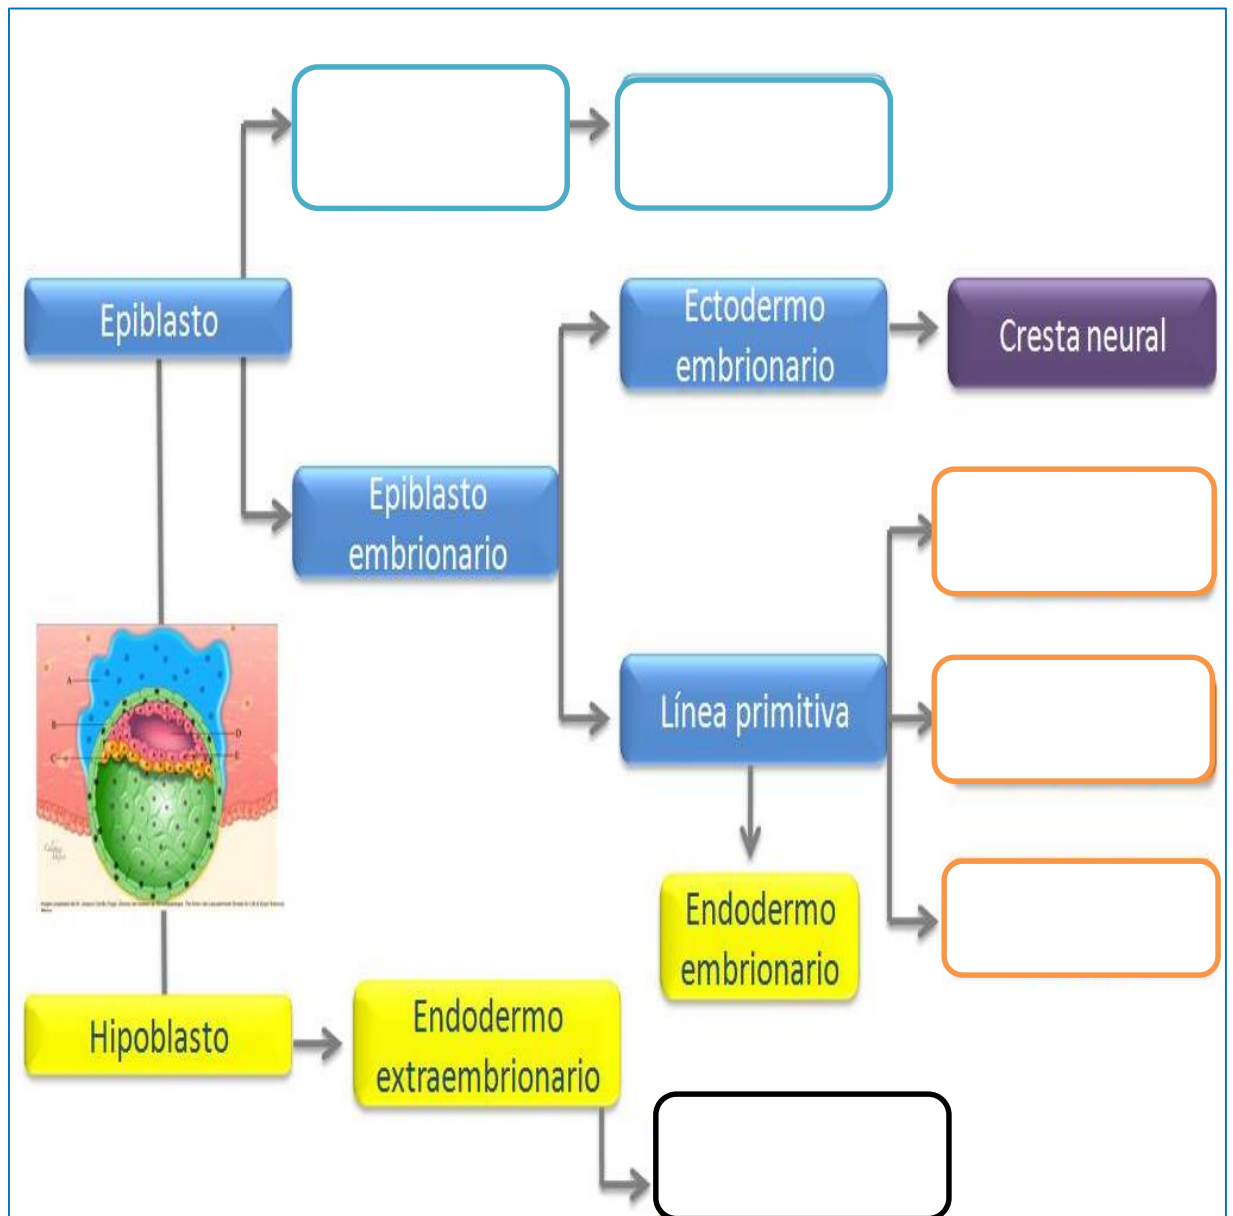 Epiblasto
Ectodermo
embrionario
Cresta neural
Epiblasto
embrionario
A
B
C
D
E
Línea primitiva
Endodermo
embrionario
Hipoblasto
Endodermo
extraembrionario